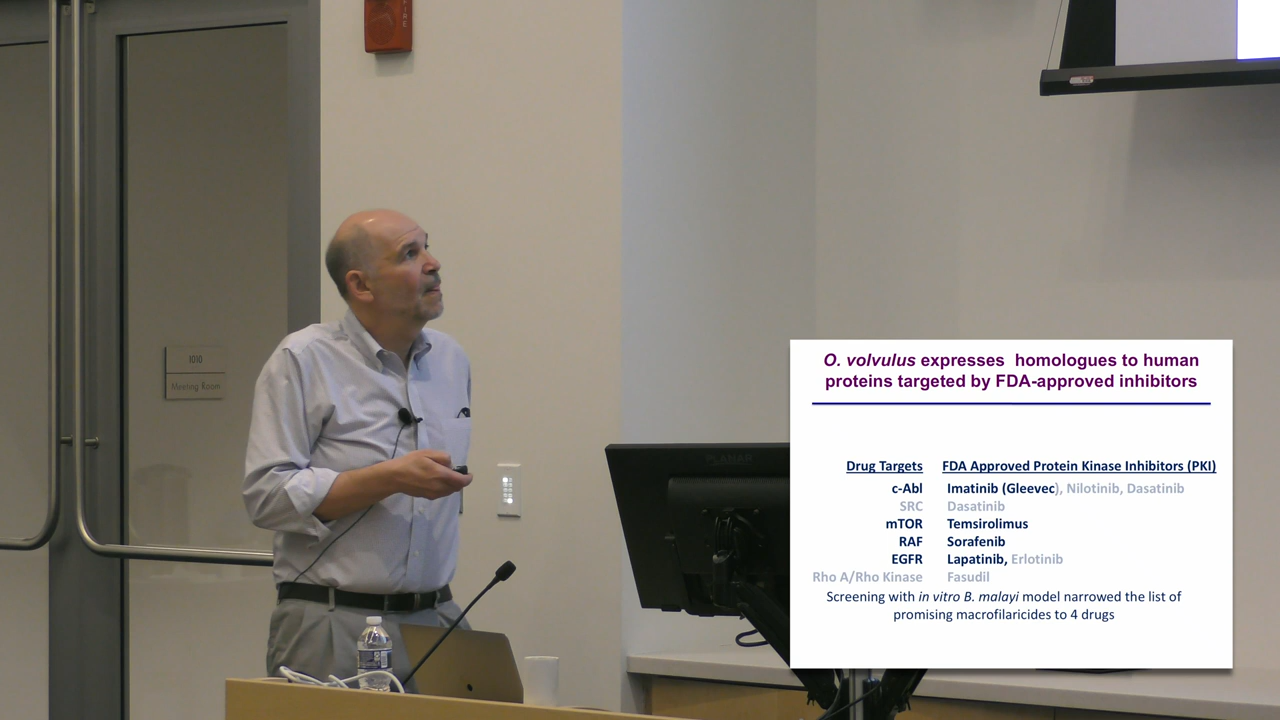 FIRE
1010
Meeting Room
PLANAR
O. volvulus expresses homologues to human
proteins targeted by FDA-approved inhibitors
Drug Targets FDA Approved Protein Kinase Inhibitors (PKI)
c-Abl Imatinib (Gleevec), Nilotinib, Dasatinib
SRC Dasatinib
mTOR Temsirolimus
RAF Sorafenib
EGFR Lapatinib, Erlotinib
Rho A/Rho Kinase Fasudil
Screening with in vitro B. malayi model narrowed the list of
promising macrofilaricides to 4 drugs